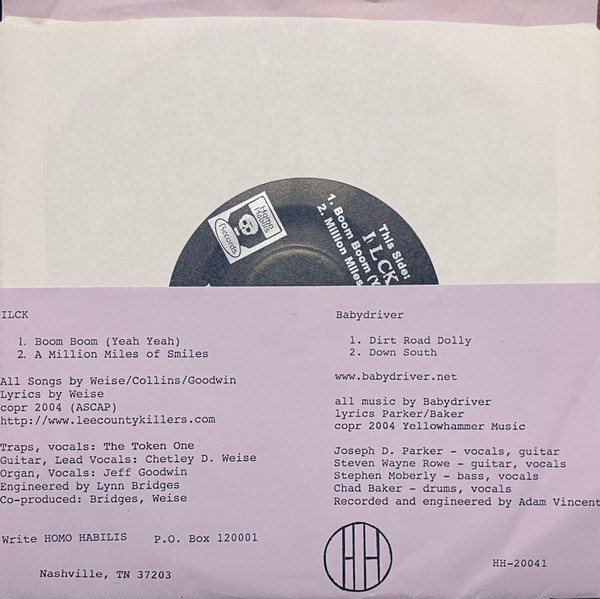 Homo
Habilis
Records
This Side:
ILCK
1. Boom Boom (Y
2. Million Miles
ILCK
1. Boom Boom (Yeah Yeah)
2. A Million Miles of Smiles
All Songs by Weise/Collins/Goodwin
Lyrics by Weise
copr 2004 (ASCAP)
http://www.leecountykillers.com
Traps, vocals: The Token One
Guitar, Lead Vocals: Chetley D. Weise
Organ, Vocals: Jeff Goodwin
Engineered by Lynn Bridges
Co-produced: Bridges, Weise
Babydriver
1. Dirt Road Dolly
2. Down South
www.babydriver.net
all music by Babydriver
lyrics Parker/Baker
copr 2004 Yellowhammer Music
Joseph D. Parker - vocals, guitar
Steven Wayne Rowe - guitar, vocals
Stephen Moberly - bass, vocals
Chad Baker - drums, vocals
Recorded and engineered by Adam Vincent
Write HOMO HABILIS P.O. Box 120001
Nashville, TN 37203
HH
HH-20041